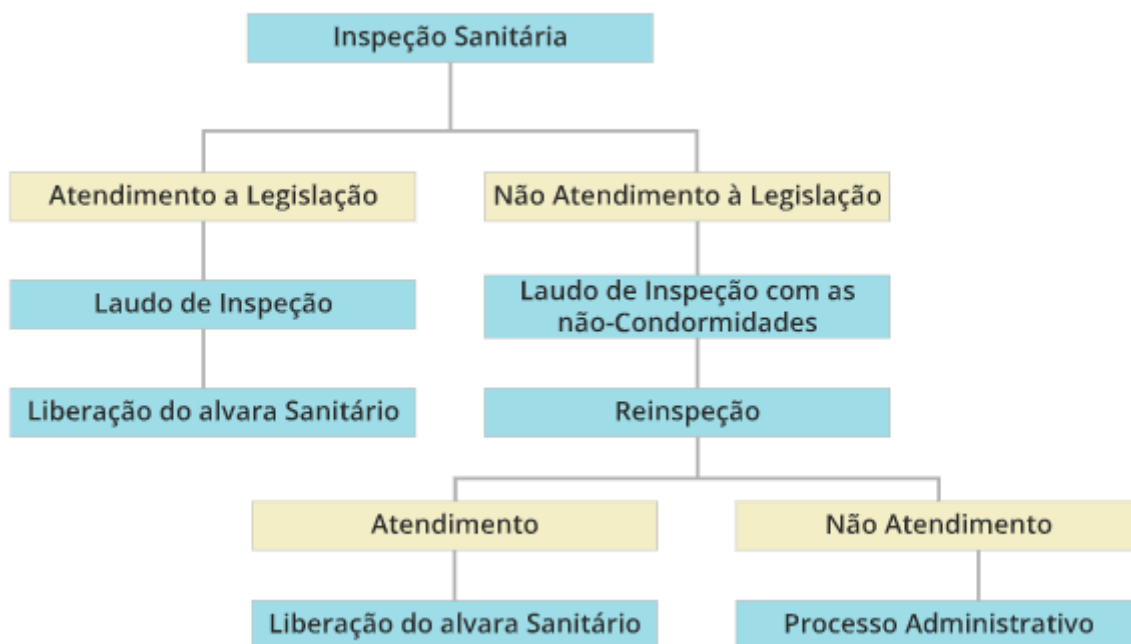 Inspeção Sanitária
Atendimento a Legislação
Não Atendimento à Legislação
Laudo de Inspeção
Laudo de Inspeção com as
não-Condormidades
Liberação do alvara Sanitário
Reinspeção
Atendimento
Não Atendimento
Liberação do alvara Sanitário
Processo Administrativo